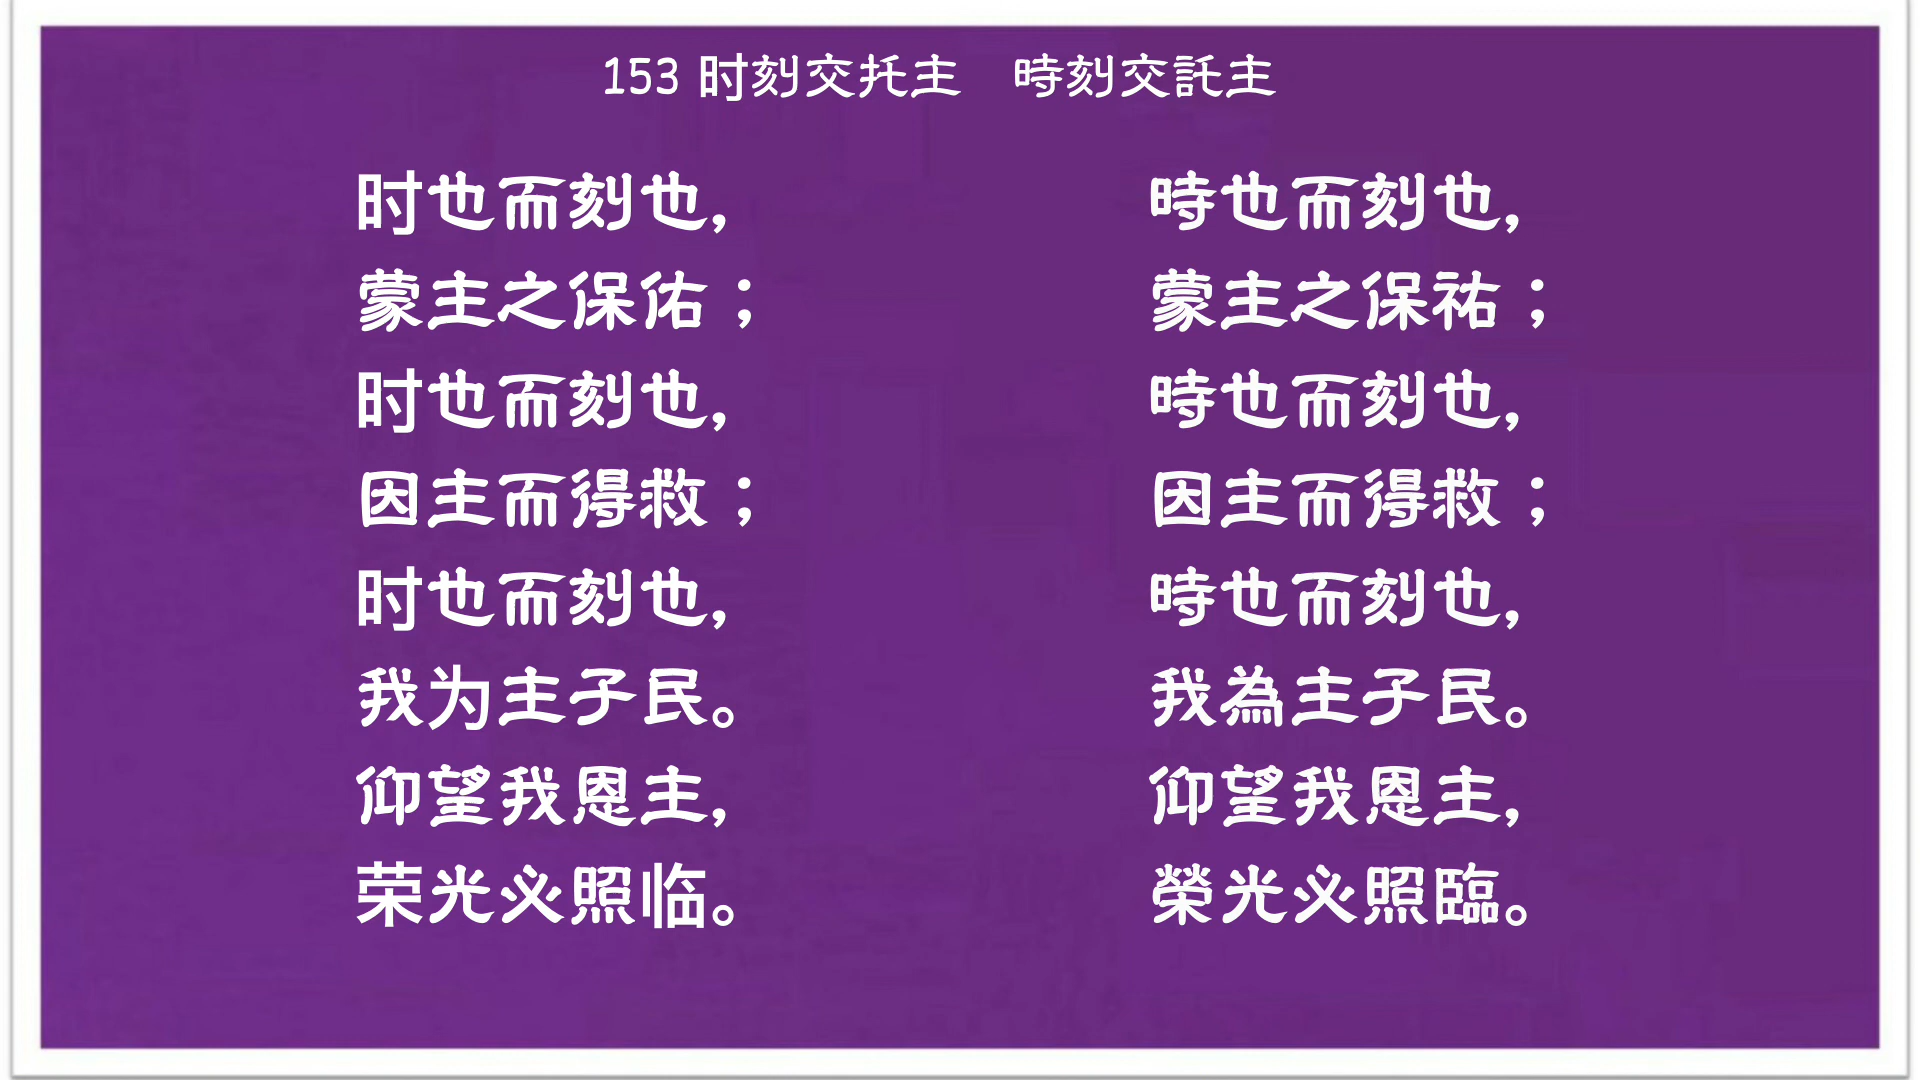 153 时刻交托主　時刻交託主
时也而刻也,
蒙主之保佑；
时也而刻也,
因主而得救；
时也而刻也,
我为主子民。
仰望我恩主,
荣光必照临。
時也而刻也,
蒙主之保祐；
時也而刻也,
因主而得救；
時也而刻也,
我為主子民。
仰望我恩主,
榮光必照臨。